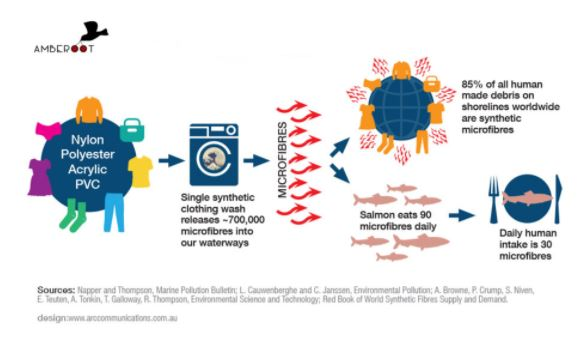 AMBEROOT
Nylon
Polyester
Acrylic
PVC
Single synthetic
clothing wash
releases ~700,000
microfibres into
our waterways
MICROFIBRES
85% of all human
made debris on
shorelines worldwide
are synthetic
microfibres
Salmon eats 90
microfibres daily
Daily human
intake is 30
microfibres
Sources: Napper and Thompson, Marine Pollution Bulletin; L. Cauwenberghe and C. Janssen, Environmental Pollution; A. Browne, P. Crump, S. Niven,
E. Teuten, A. Tonkin, T. Galloway, R. Thompson, Environmental Science and Technology; Red Book of World Synthetic Fibres Supply and Demand.
design:www.arccommunications.com.au